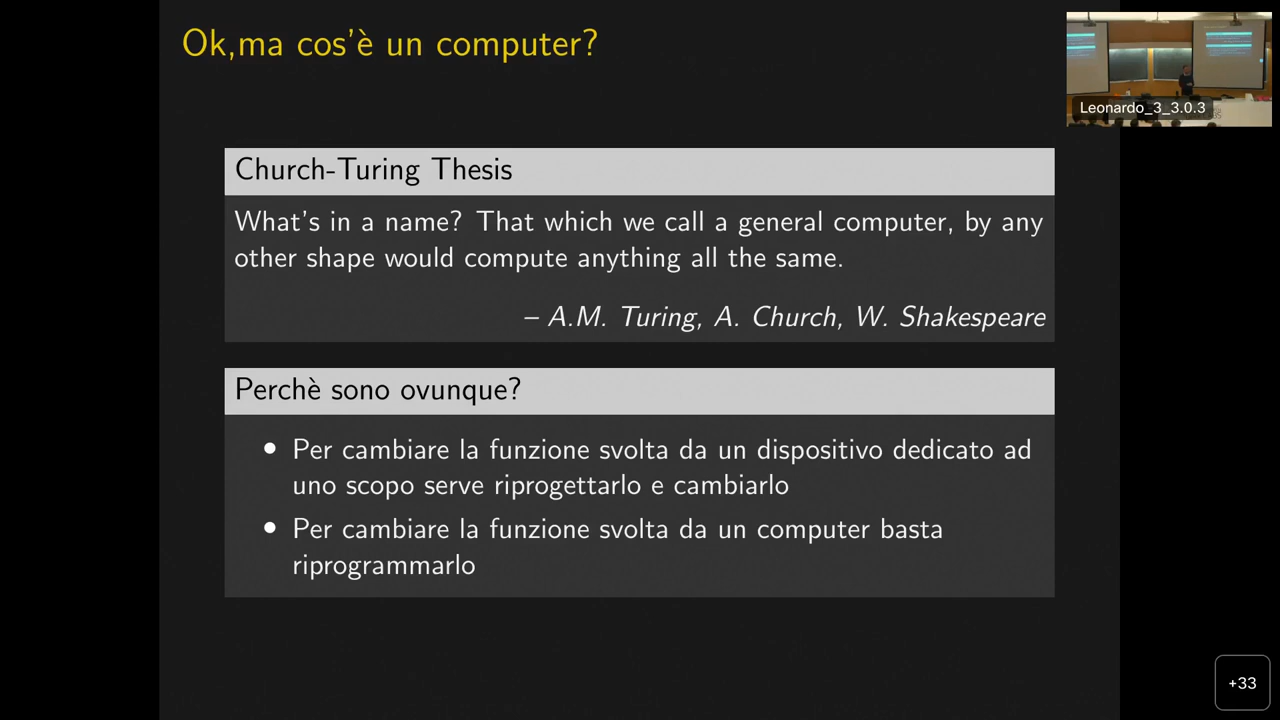 Ok,ma cos'è un computer?
Leonardo_3_3.0.3
Church-Turing Thesis
What's in a name? That which we call a general computer, by any
other shape would compute anything all the same.
– A.M. Turing, A. Church, W. Shakespeare
Perchè sono ovunque?
• Per cambiare la funzione svolta da un dispositivo dedicato ad
uno scopo serve riprogettarlo e cambiarlo
• Per cambiare la funzione svolta da un computer basta
riprogrammarlo
+33